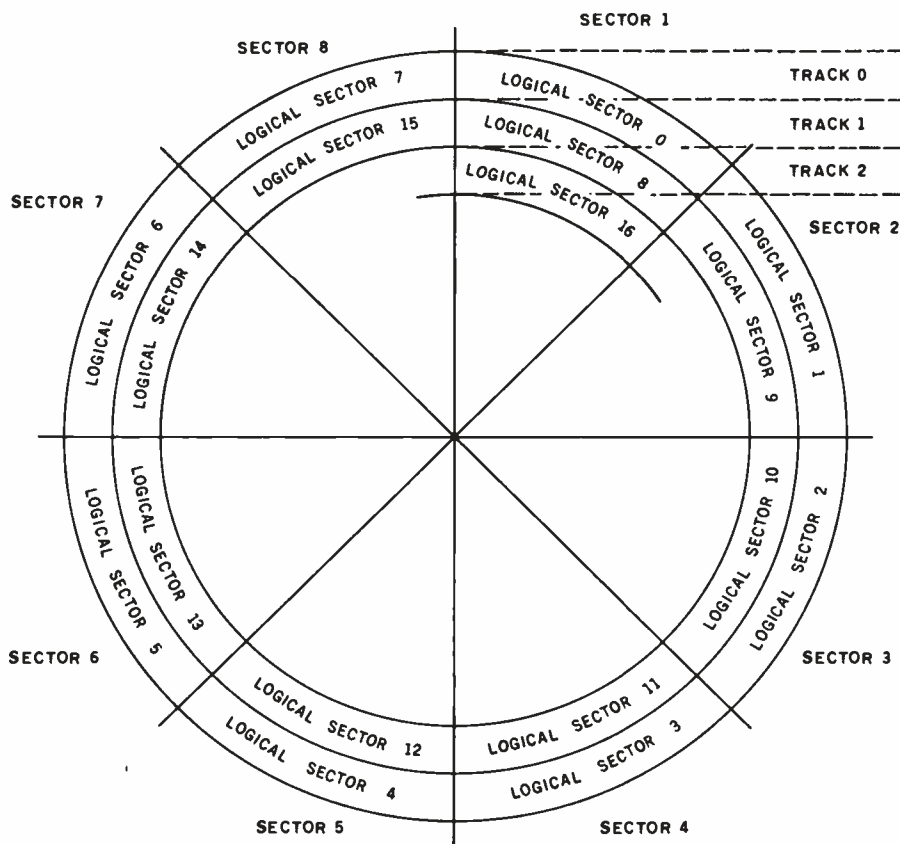 SECTOR 1
SECTOR 8
TRACK 0
TRACK 1
TRACK 2
SECTOR 7
SECTOR 2
LOGICAL SECTOR 0
LOGICAL SECTOR 7
LOGICAL SECTOR 8
LOGICAL SECTOR 15
LOGICAL SECTOR 16
LOGICAL SECTOR 6
LOGICAL SECTOR 14
LOGICAL SECTOR 9
LOGICAL SECTOR 1
LOGICAL SECTOR 5
LOGICAL SECTOR 13
LOGICAL SECTOR 10
LOGICAL SECTOR 2
SECTOR 6
SECTOR 3
LOGICAL SECTOR 12
LOGICAL SECTOR 11
LOGICAL SECTOR 4
LOGICAL SECTOR 3
SECTOR 5
SECTOR 4